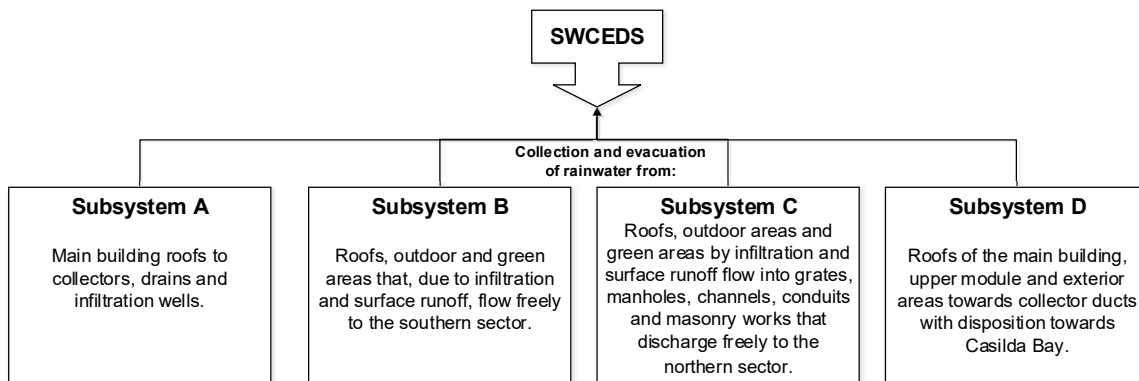 SWCEDS
Collection and evacuation
of rainwater from:
Subsystem A
Main building roofs to
collectors, drains and
infiltration wells.
Subsystem B
Roofs, outdoor and green
areas that, due to infiltration
and surface runoff, flow freely
to the southern sector.
Subsystem C
Roofs, outdoor areas and
green areas by infiltration and
surface runoff flow into grates,
manholes, channels, conduits
and masonry works that
discharge freely to the
northern sector.
Subsystem D
Roofs of the main building,
upper module and exterior
areas towards collector ducts
with disposition towards
Casilda Bay.